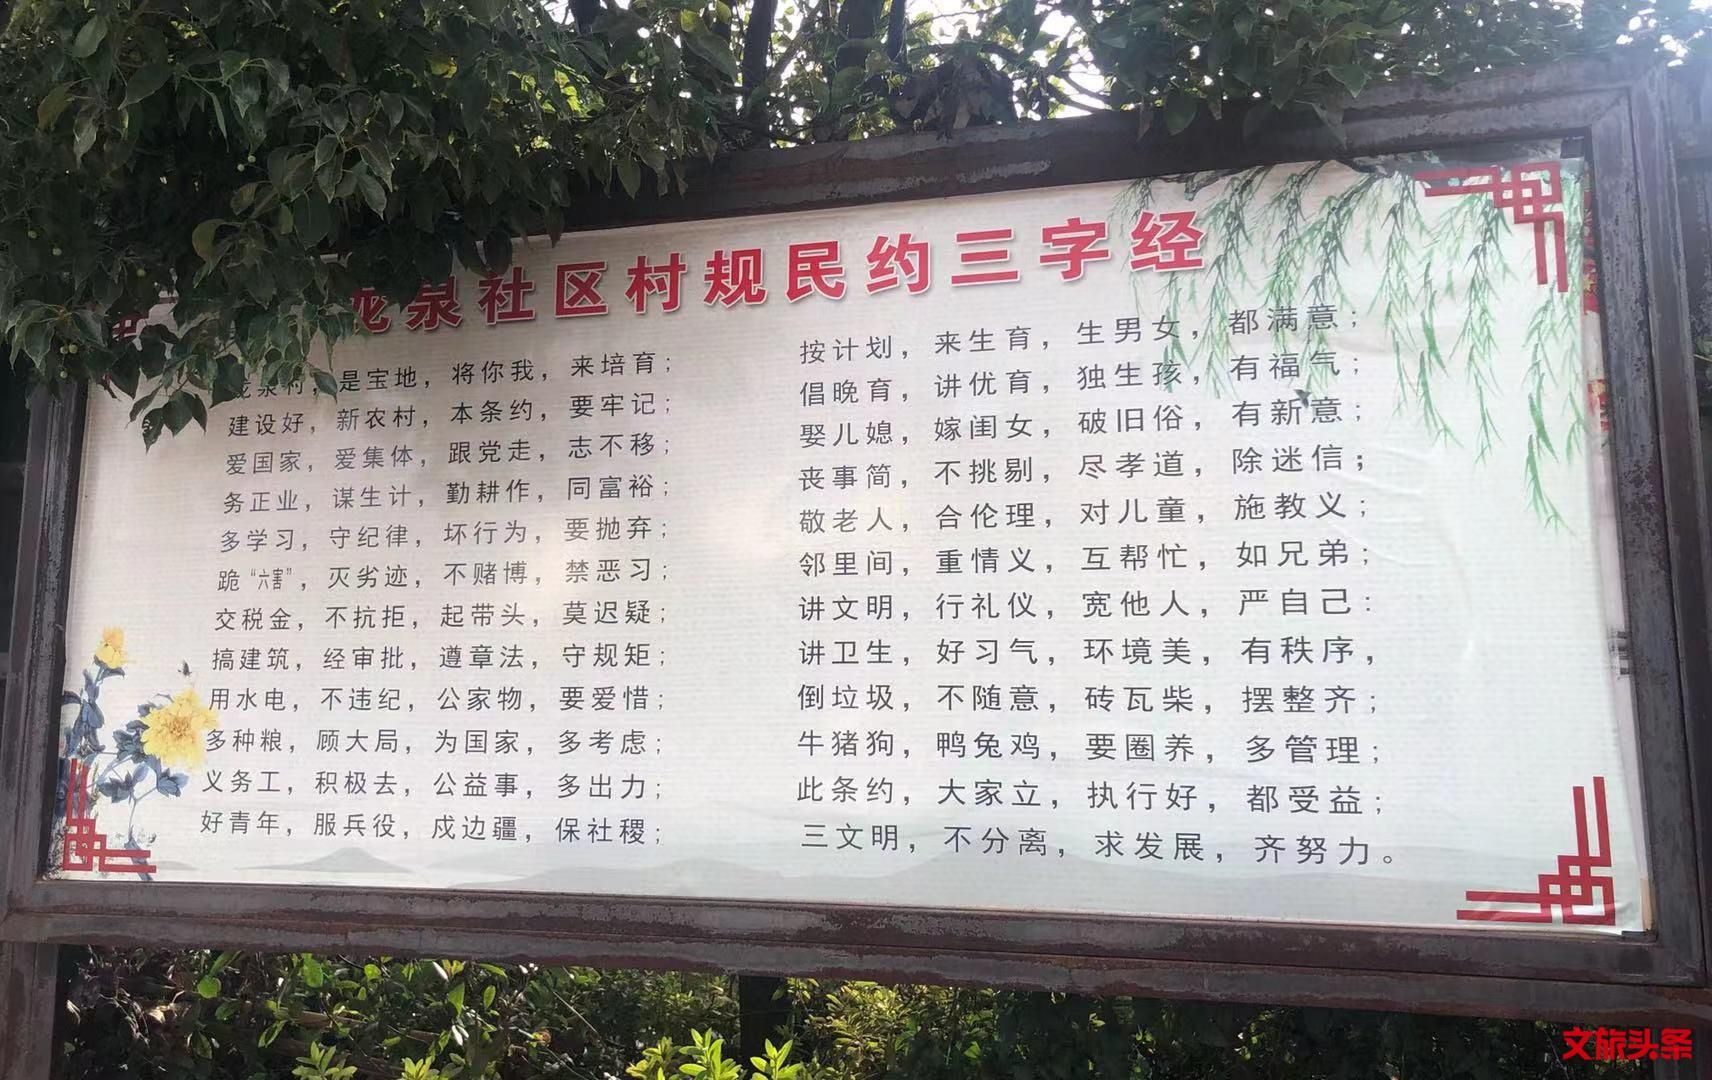 龙泉社区村规民约三字经
龙泉村，是宝地，将你我，来培育；
建设好，新农村，本条约，要牢记；
爱国家，爱集体，跟党走，志不移；
务正业，谋生计，勤耕作，同富裕；
多学习，守纪律，坏行为，要抛弃；
跪“六害”，灭劣迹，不赌博，禁恶习；
交税金，不抗拒，起带头，莫迟疑；
搞建筑，经审批，遵章法，守规矩；
用水电，不违纪，公家物，要爱惜；
多种粮，顾大局，为国家，多考虑；
义务工，积极去，公益事，多出力；
好青年，服兵役，戍边疆，保社稷；
按计划，来生育，生男女，都满意；
倡晚育，讲优育，独生孩，有福气；
娶儿媳，嫁闺女，破旧俗，有新意；
丧事简，不挑剔，尽孝道，除迷信；
敬老人，合伦理，对儿童，施教义；
邻里间，重情义，互帮忙，如兄弟；
讲文明，行礼仪，宽他人，严自己：
讲卫生，好习气，环境美，有秩序，
倒垃圾，不随意，砖瓦柴，摆整齐；
牛猪狗，鸭兔鸡，要圈养，多管理；
此条约，大家立，执行好，都受益；
三文明，不分离，求发展，齐努力。
文旅头条